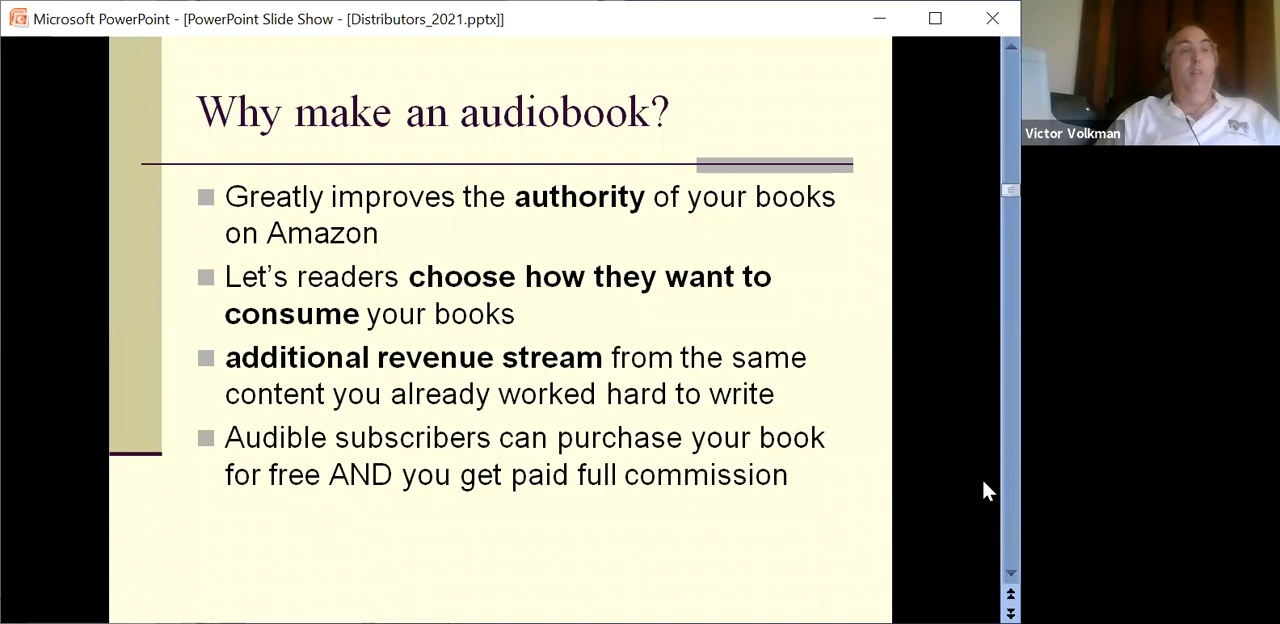 Microsoft PowerPoint - [PowerPoint Slide Show - [Distributors_2021.pptx]]
Victor Volkman
Why make an audiobook?
Greatly improves the authority of your books
on Amazon
Let's readers choose how they want to
consume your books
additional revenue stream from the same
content you already worked hard to write
Audible subscribers can purchase your book
for free AND you get paid full commission